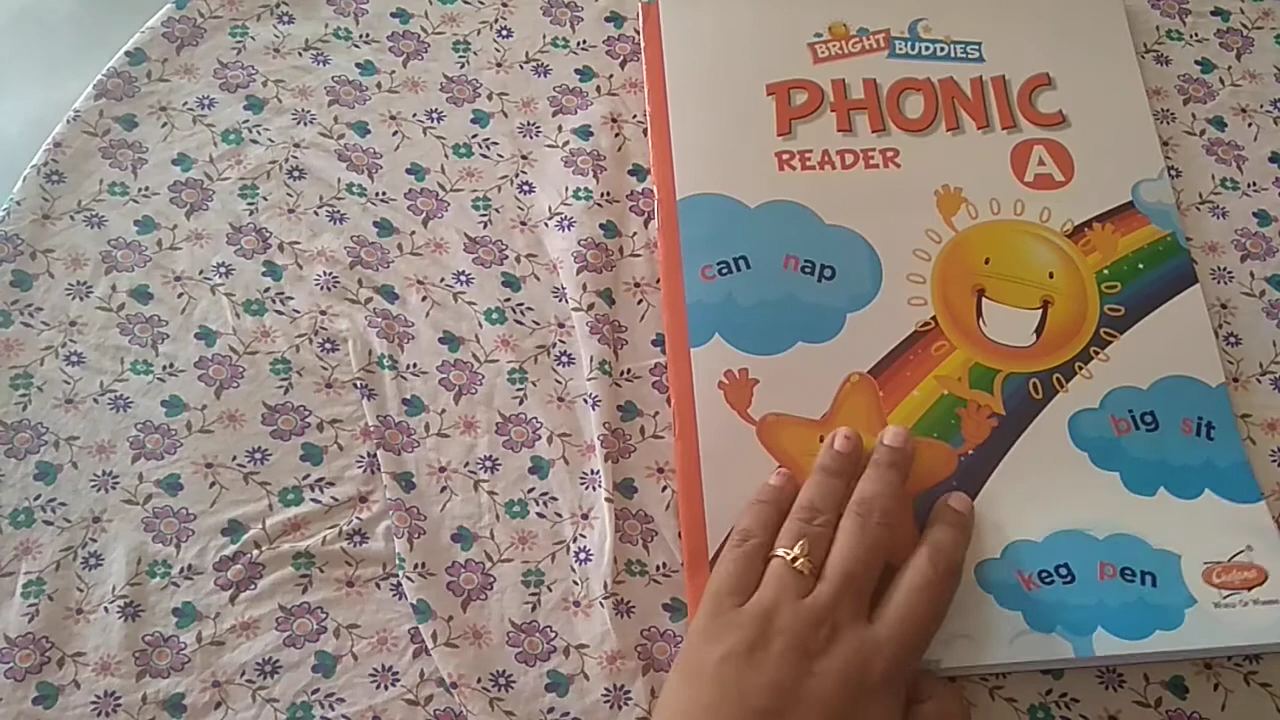 BRIGHT BUDDIES
PHONIC
READER A
can nap
big sit
keg pen